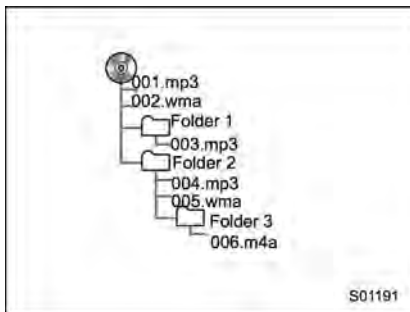 001.mp3
002.wma
Folder 1
003.mp3
Folder 2
004.mp3
005.wma
Folder 3
006.m4a
S01191